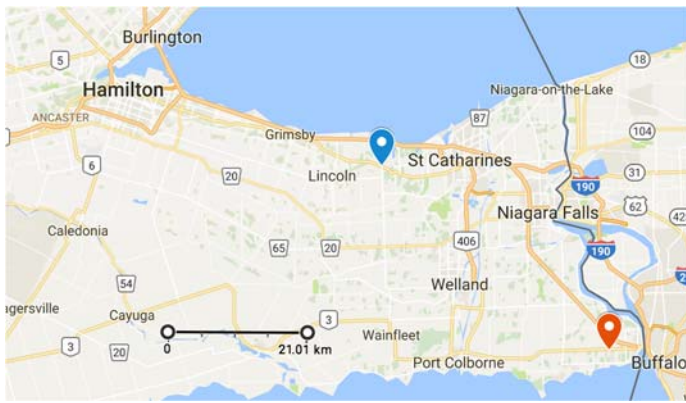 Burlington
5
18
Niagara-on-the-Lake
Hamilton
87
ANCASTER
Grimsby
104
St Catharines
6
20
Lincoln
31
190
62
Niagara Falls
Caledonia
425
65
20
406
190
54
Welland
Cayuga
3
Wainfleet
0
21.01 km
3
20
Port Colborne
Buffalo